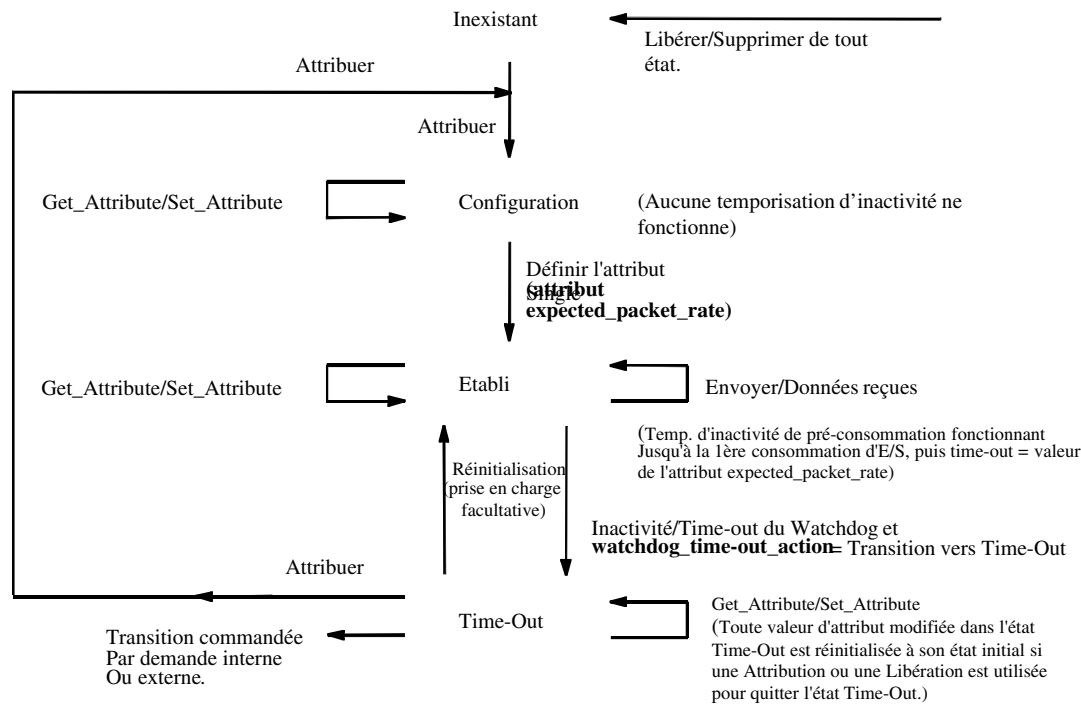 Inexistant
Libérer/Supprimer de tout
état.
Attribuer
Attribuer
Get_Attribute/Set_Attribute
Configuration
(Aucune temporisation d'inactivité ne
fonctionne)
Définir l'attribut
Single
(attribut
expected_packet_rate)
Get_Attribute/Set_Attribute
Etabli
Envoyer/Données reçues
(Temp. d'inactivité de pré-consommation fonctionnant
Jusqu'à la 1ère consommation d'E/S, puis time-out = valeur
de l'attribut expected_packet_rate)
Réinitialisation
(prise en charge
facultative)
Inactivité/Time-out du Watchdog et
watchdog_time-out_action= Transition vers Time-Out
Attribuer
Time-Out
Get_Attribute/Set_Attribute
(Toute valeur d'attribut modifiée dans l'état
Time-Out est réinitialisée à son état initial si
une Attribution ou une Libération est utilisée
pour quitter l'état Time-Out.)
Transition commandée
Par demande interne
Ou externe.